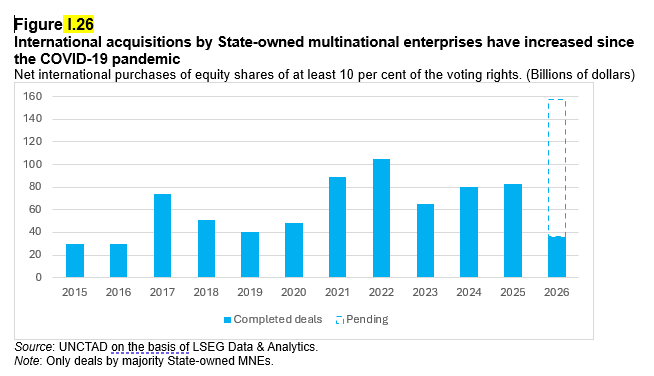 Figure I.26
International acquisitions by State-owned multinational enterprises have increased since
the COVID-19 pandemic
Net international purchases of equity shares of at least 10 per cent of the voting rights. (Billions of dollars)
160
140
120
100
80
60
40
20
0
2015 2016 2017 2018 2019 2020 2021 2022 2023 2024 2025 2026
Completed deals Pending
Source: UNCTAD on the basis of LSEG Data & Analytics.
Note: Only deals by majority State-owned MNEs.